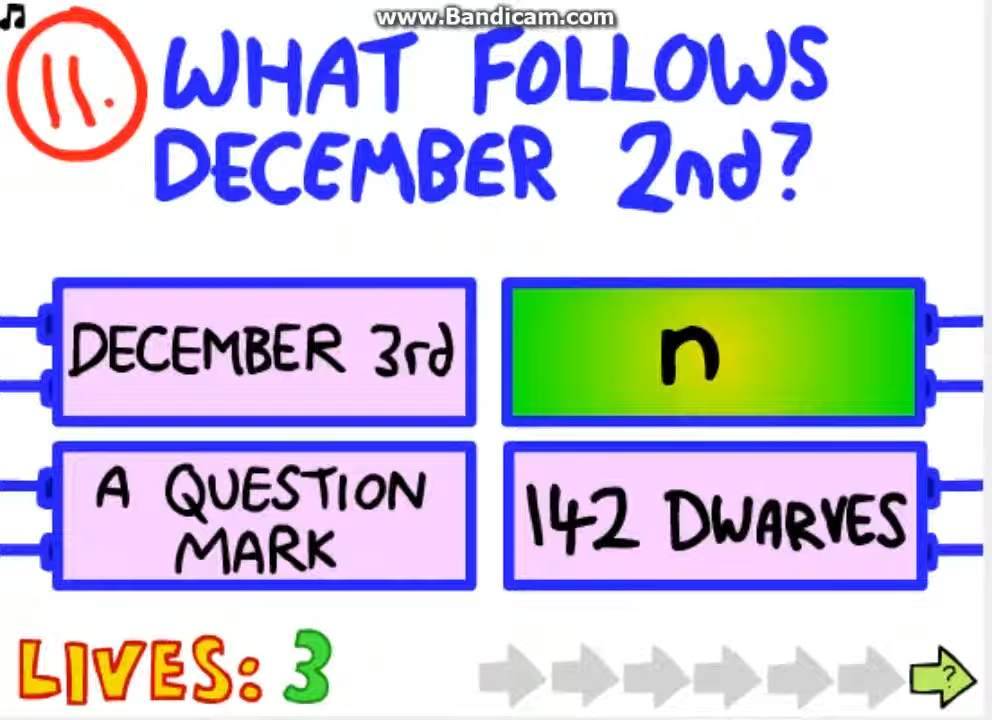 www.Bandicam.com
11. WHAT FOLLOWS
DECEMBER 2nd?
DECEMBER 3rd
n
A QUESTION
MARK
142 DWARVES
LIVES: 3
?